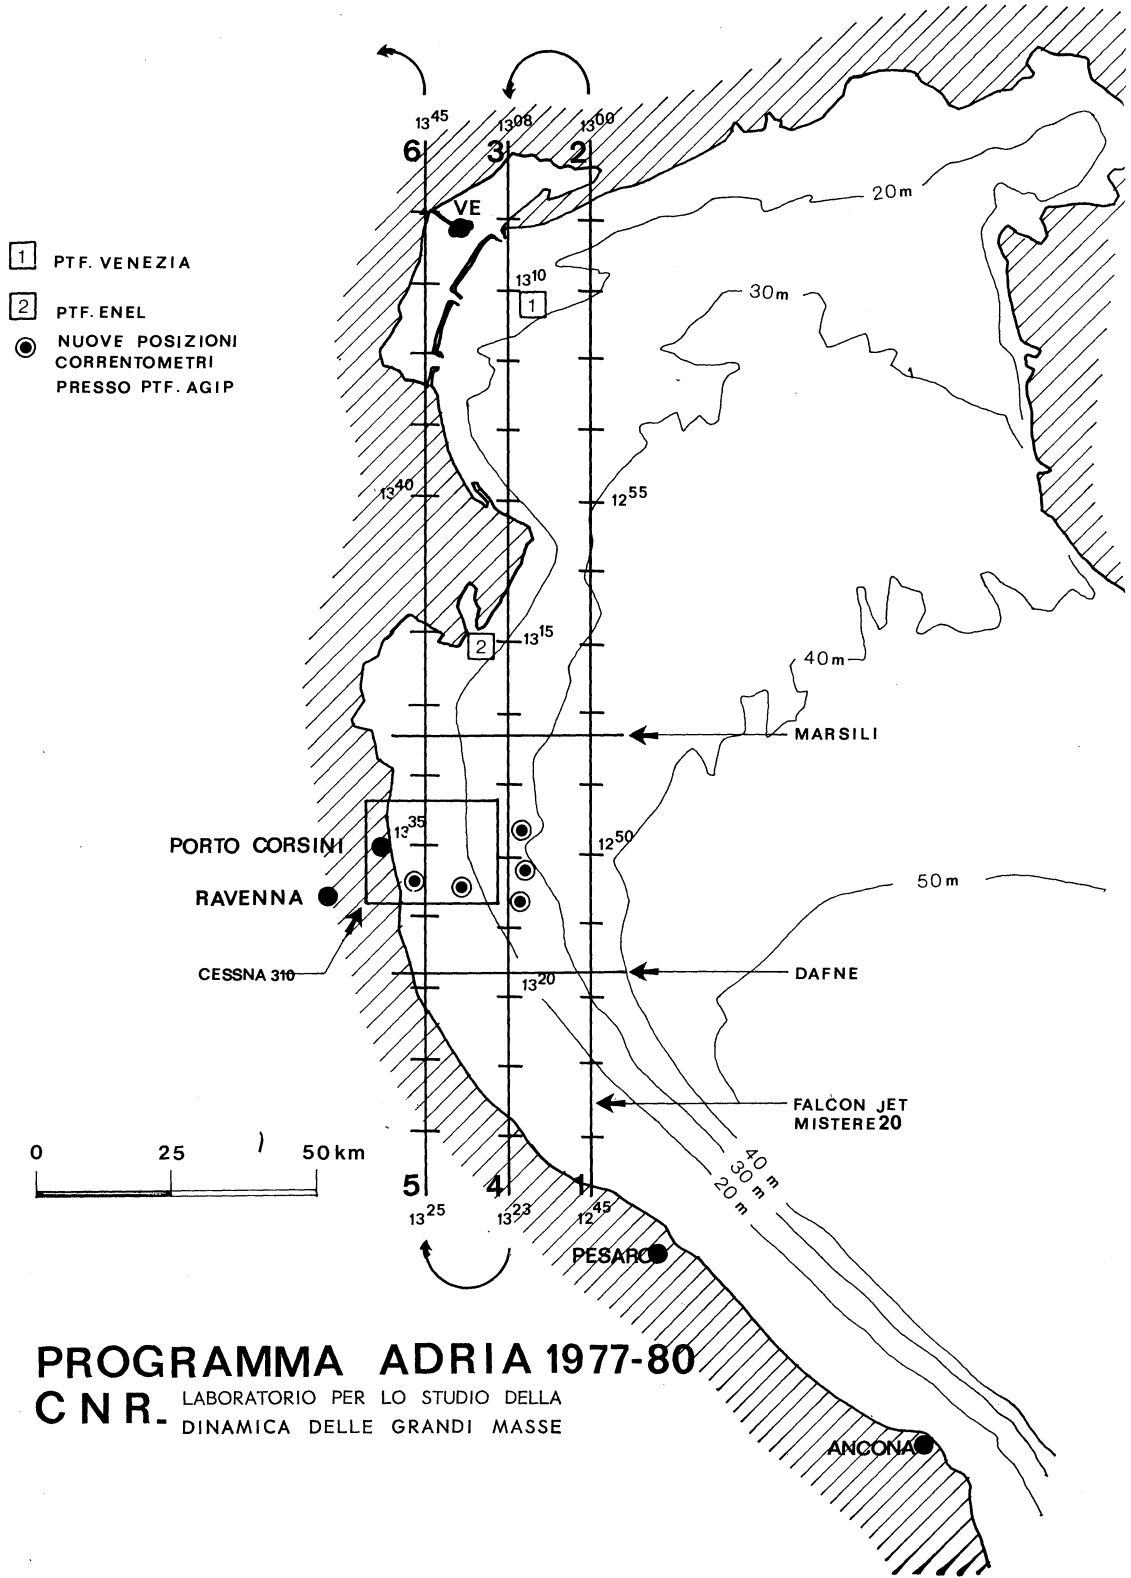 13⁴⁵
13⁰⁸
13⁰⁰
6
3
2
VE
20m
1 PTF. VENEZIA
13¹⁰
1
30m
2 PTF. ENEL
NUOVE POSIZIONI
CORRENTOMETRI
PRESSO PTF. AGIP
13⁴⁰
12⁵⁵
13¹⁵
2
40m
MARSILI
13³⁵
12⁵⁰
PORTO CORSINI
50m
RAVENNA
CESSNA 310
13²⁰
DAFNE
FALCON JET
MISTERE 20
0 25 50 km
40 m
30 m
20 m
5
4
1
13²⁵
13²³
12⁴⁵
PESARO
PROGRAMMA ADRIA 1977-80
CNR. LABORATORIO PER LO STUDIO DELLA
DINAMICA DELLE GRANDI MASSE
ANCONA